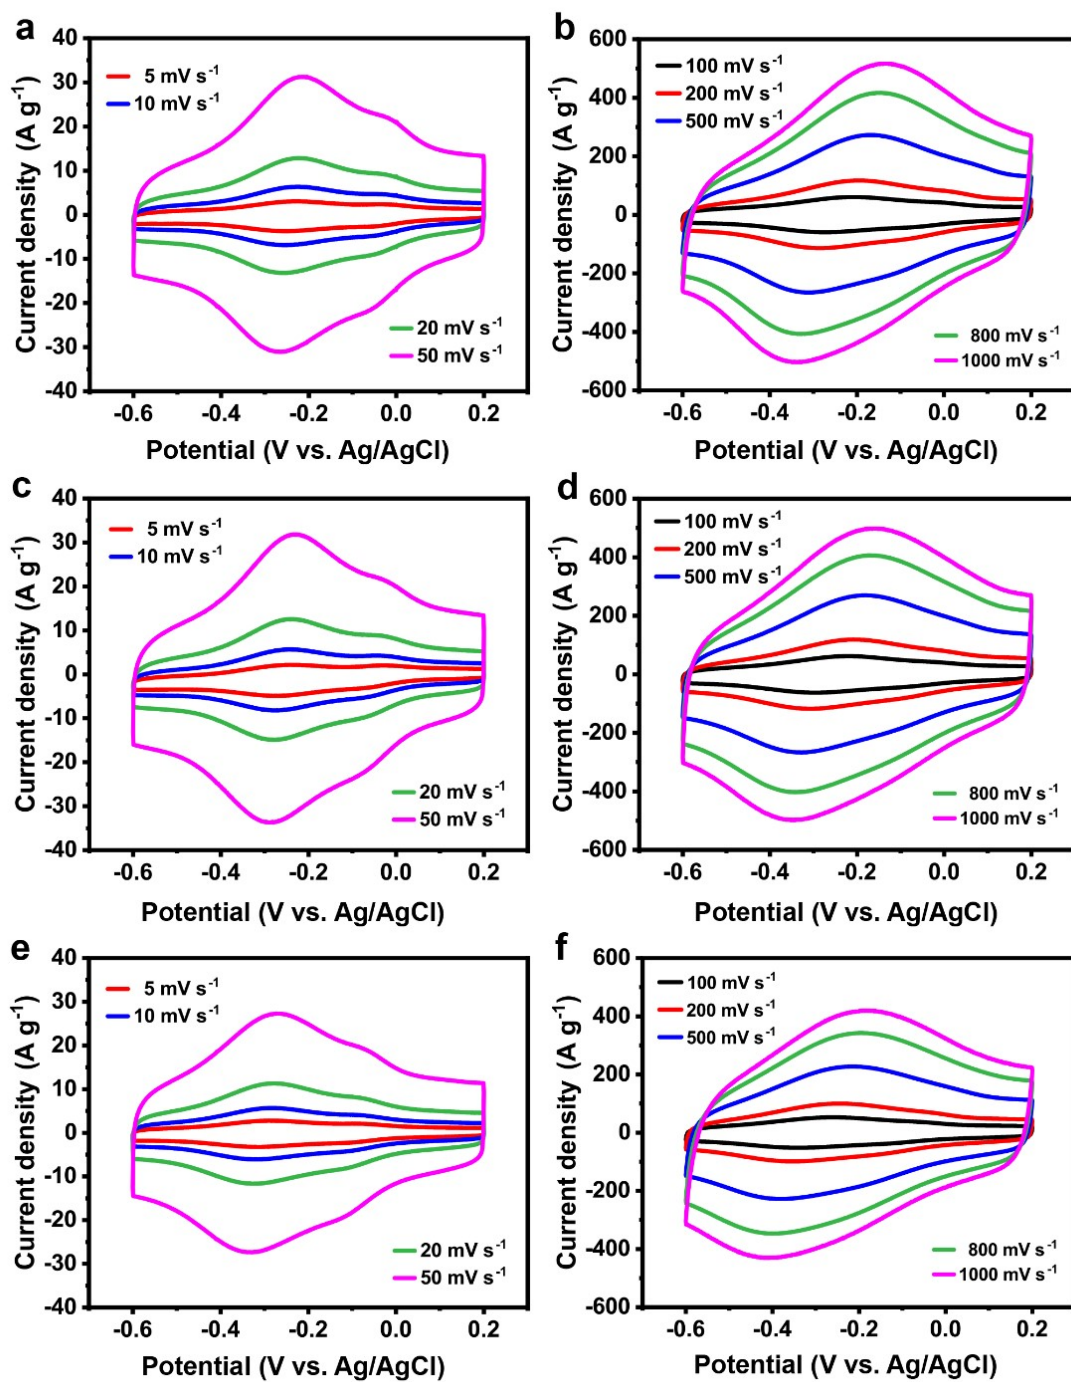 a
40
30
20
10
0
-10
-20
-30
-40
-0.6 -0.4 -0.2 0.0 0.2
Current density (A g⁻¹)
Potential (V vs. Ag/AgCl)
5 mV s⁻¹
10 mV s⁻¹
20 mV s⁻¹
50 mV s⁻¹
b
600
400
200
0
-200
-400
-600
-0.6 -0.4 -0.2 0.0 0.2
Current density (A g⁻¹)
Potential (V vs. Ag/AgCl)
100 mV s⁻¹
200 mV s⁻¹
500 mV s⁻¹
800 mV s⁻¹
1000 mV s⁻¹
c
40
30
20
10
0
-10
-20
-30
-40
-0.6 -0.4 -0.2 0.0 0.2
Current density (A g⁻¹)
Potential (V vs. Ag/AgCl)
5 mV s⁻¹
10 mV s⁻¹
20 mV s⁻¹
50 mV s⁻¹
d
600
400
200
0
-200
-400
-600
-0.6 -0.4 -0.2 0.0 0.2
Current density (A g⁻¹)
Potential (V vs. Ag/AgCl)
100 mV s⁻¹
200 mV s⁻¹
500 mV s⁻¹
800 mV s⁻¹
1000 mV s⁻¹
e
40
30
20
10
0
-10
-20
-30
-40
-0.6 -0.4 -0.2 0.0 0.2
Current density (A g⁻¹)
Potential (V vs. Ag/AgCl)
5 mV s⁻¹
10 mV s⁻¹
20 mV s⁻¹
50 mV s⁻¹
f
600
400
200
0
-200
-400
-600
-0.6 -0.4 -0.2 0.0 0.2
Current density (A g⁻¹)
Potential (V vs. Ag/AgCl)
100 mV s⁻¹
200 mV s⁻¹
500 mV s⁻¹
800 mV s⁻¹
1000 mV s⁻¹